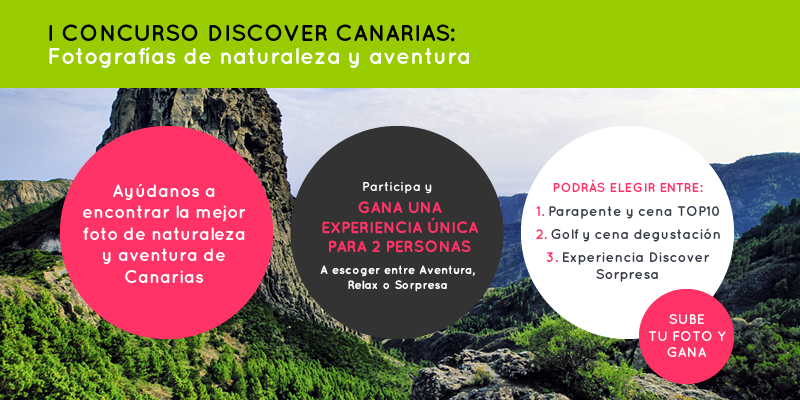 I CONCURSO DISCOVER CANARIAS:
Fotografías de naturaleza y aventura
Ayúdanos a
encontrar la mejor
foto de naturaleza
y aventura de
Canarias
Participa y
GANA UNA
EXPERIENCIA ÚNICA
PARA 2 PERSONAS
A escoger entre Aventura,
Relax o Sorpresa
PODRÁS ELEGIR ENTRE:
1. Parapente y cena TOP10
2. Golf y cena degustación
3. Experiencia Discover
Sorpresa
SUBE
TU FOTO Y
GANA